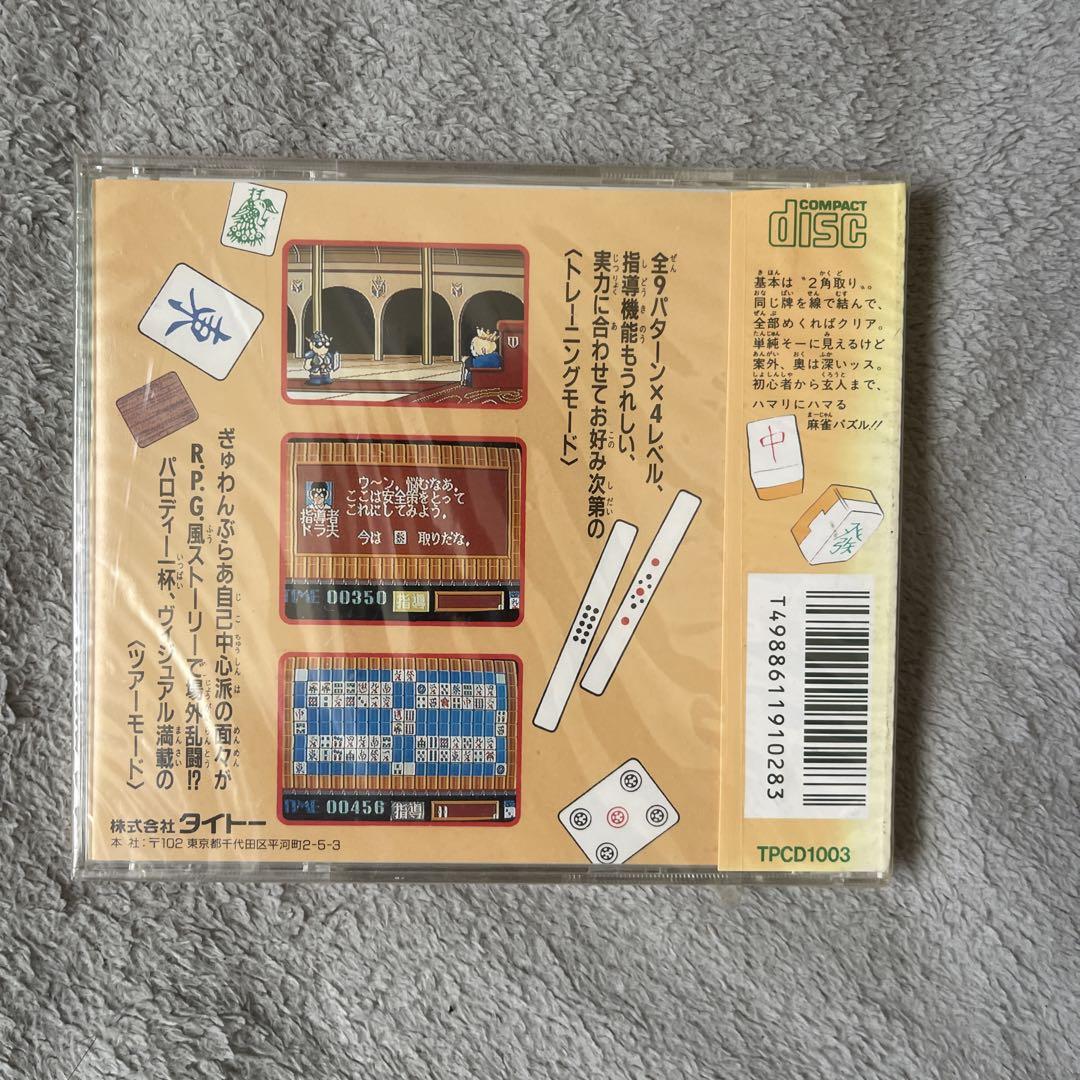 全9パターン×4レベル、
指導機能もうれしい、
実力に合わせてお好み次第の
〈トレーニングモード〉
ぎゅわんぶらあ自己中心派の面々が
R.P.G.風ストーリーで場外乱闘!?
パロディー一杯、ヴィジュアル満載の
〈ツアーモード〉
ウ〜ン、悩むなあ。
ここは安全策をとって
これにしてみよう。
指導者
ドラ夫
今は 取りだな。
TIME 00350 指導
TIME 00456 指導
株式会社 タイトー
本 社:〒102 東京都千代田区平河町2-5-3
COMPACT
disc
基本は〝2角取り〟。
同じ牌を線で結んで、
全部めくればクリア。
単純そーに見えるけど
案外、奥は深いッス。
初心者から玄人まで、
ハマリにハマる
麻雀パズル!!
東
中
發
T4988611910283
TPCD1003